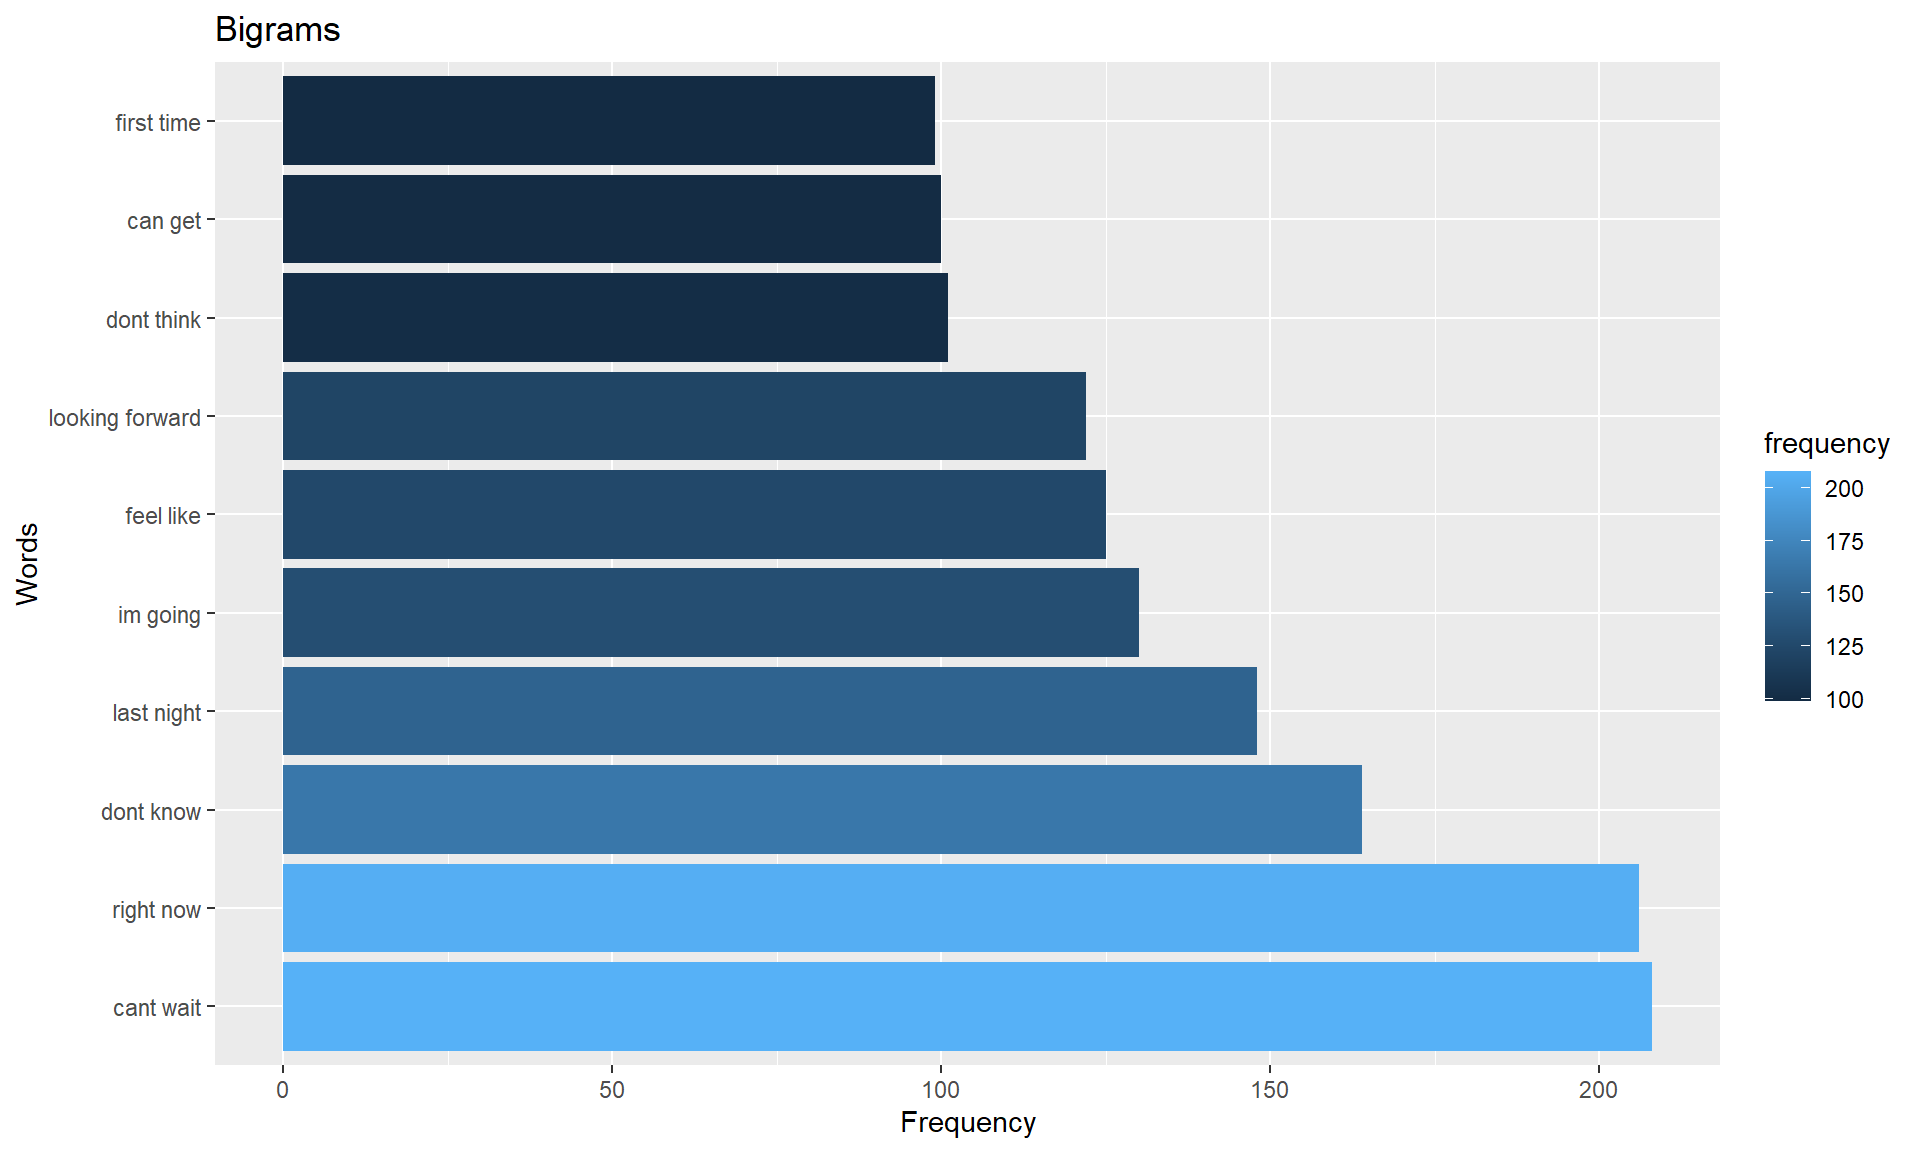 Bigrams
first time
can get
dont think
looking forward
feel like
im going
last night
dont know
right now
cant wait
Words
0 50 100 150 200
Frequency
frequency
200
175
150
125
100